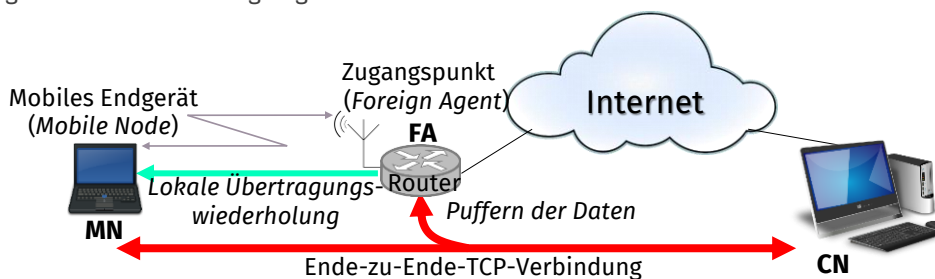 Zugangspunkt
(Foreign Agent)
Internet
Mobiles Endgerät
(Mobile Node)
FA
Lokale Übertragungs-
wiederholung
Router
Puffern der Daten
MN
Ende-zu-Ende-TCP-Verbindung
CN